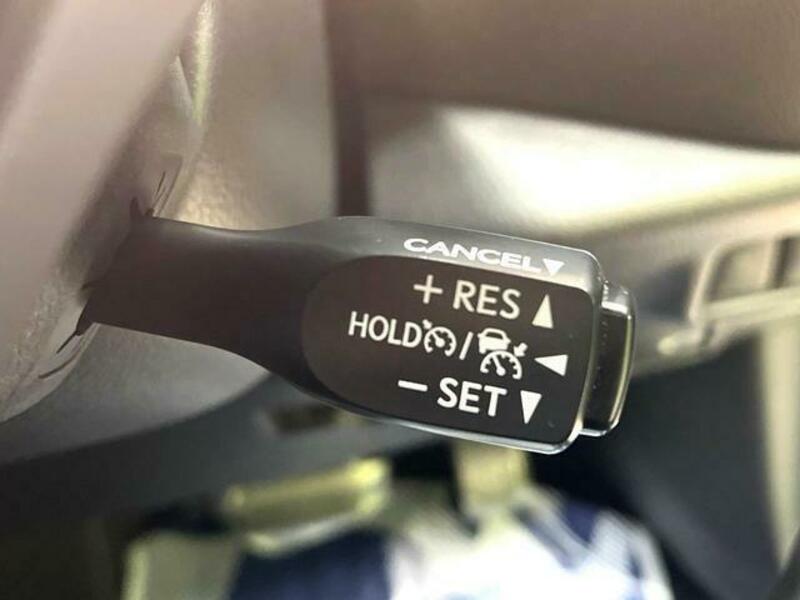 CANCEL▼
+ RES ▲
HOLD / ◀
− SET ▼